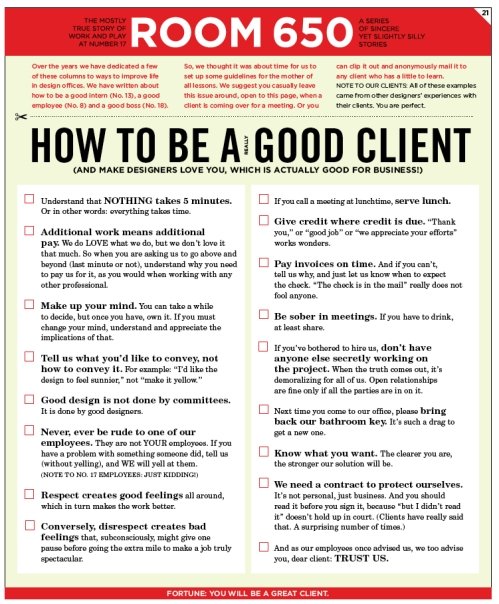 21
THE MOSTLY
TRUE STORY OF
WORK AND PLAY
AT NUMBER 17
ROOM 650
A SERIES
OF SINCERE
YET SLIGHTLY SILLY
STORIES
Over the years we have dedicated a few
of these columns to ways to improve life
in design offices. We have written about
how to be a good intern (No. 13), a good
employee (No. 8) and a good boss (No. 18).
So, we thought it was about time for us to
set up some guidelines for the mother of
all lessons. We suggest you casually leave
this issue around, open to this page, when a
client is coming over for a meeting. Or you
can clip it out and anonymously mail it to
any client who has a little to learn.
NOTE TO OUR CLIENTS: All of these examples
came from other designers' experiences with
their clients. You are perfect.
HOW TO BE A REALLY GOOD CLIENT
(AND MAKE DESIGNERS LOVE YOU, WHICH IS ACTUALLY GOOD FOR BUSINESS!)
Understand that NOTHING takes 5 minutes.
Or in other words: everything takes time.
Additional work means additional
pay. We do LOVE what we do, but we don't love it
that much. So when you are asking us to go above and
beyond (last minute or not), understand why you need
to pay us for it, as you would when working with any
other professional.
Make up your mind. You can take a while
to decide, but once you have, own it. If you must
change your mind, understand and appreciate the
implications of that.
Tell us what you'd like to convey, not
how to convey it. For example: "I'd like the
design to feel sunnier," not "make it yellow."
Good design is not done by committees.
It is done by good designers.
Never, ever be rude to one of our
employees. They are not YOUR employees. If you
have a problem with something someone did, tell us
(without yelling), and WE will yell at them.
(NOTE TO NO. 17 EMPLOYEES: JUST KIDDING!)
Respect creates good feelings all around,
which in turn makes the work better.
Conversely, disrespect creates bad
feelings that, subconsciously, might give one
pause before going the extra mile to make a job truly
spectacular.
If you call a meeting at lunchtime, serve lunch.
Give credit where credit is due. "Thank
you," or "good job" or "we appreciate your efforts"
works wonders.
Pay invoices on time. And if you can't,
tell us why, and just let us know when to expect
the check. "The check is in the mail" really does not
fool anyone.
Be sober in meetings. If you have to drink,
at least share.
If you've bothered to hire us, don't have
anyone else secretly working on
the project. When the truth comes out, it's
demoralizing for all of us. Open relationships
are fine only if all the parties are in on it.
Next time you come to our office, please bring
back our bathroom key. It's such a drag to
get a new one.
Know what you want. The clearer you are,
the stronger our solution will be.
We need a contract to protect ourselves.
It's not personal, just business. And you should
read it before you sign it, because "but I didn't read
it" doesn't hold up in court. (Clients have really said
that. A surprising number of times.)
And as our employees once advised us, we too advise
you, dear client: TRUST US.
FORTUNE: YOU WILL BE A GREAT CLIENT.